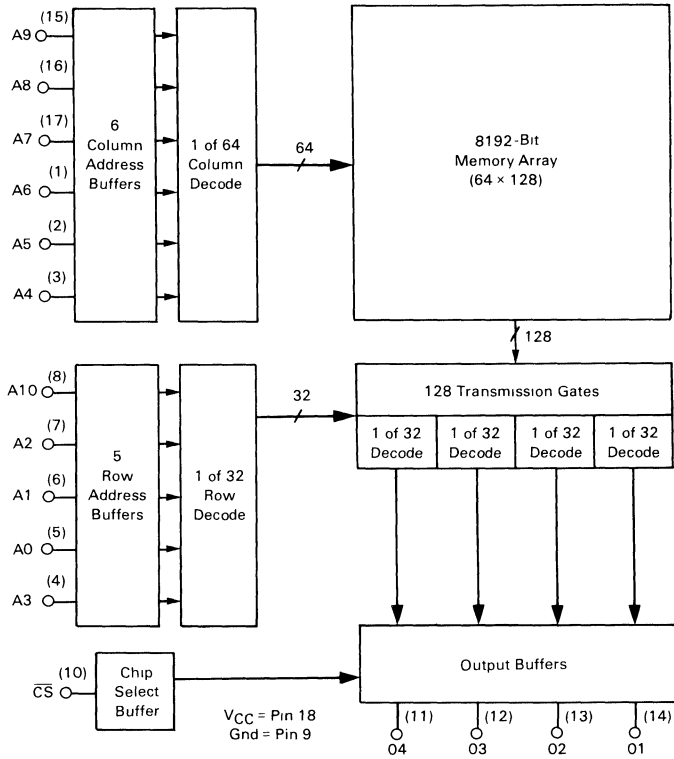 A9 (15)
A8 (16)
A7 (17)
A6 (1)
A5 (2)
A4 (3)
6
Column
Address
Buffers
1 of 64
Column
Decode
64
8192-Bit
Memory Array
(64 × 128)
128
A10 (8)
A2 (7)
A1 (6)
A0 (5)
A3 (4)
5
Row
Address
Buffers
1 of 32
Row
Decode
32
128 Transmission Gates
1 of 32
Decode
1 of 32
Decode
1 of 32
Decode
1 of 32
Decode
C̅S̅ (10)
Chip
Select
Buffer
VCC = Pin 18
Gnd = Pin 9
Output Buffers
(11) (12) (13) (14)
04 03 02 01